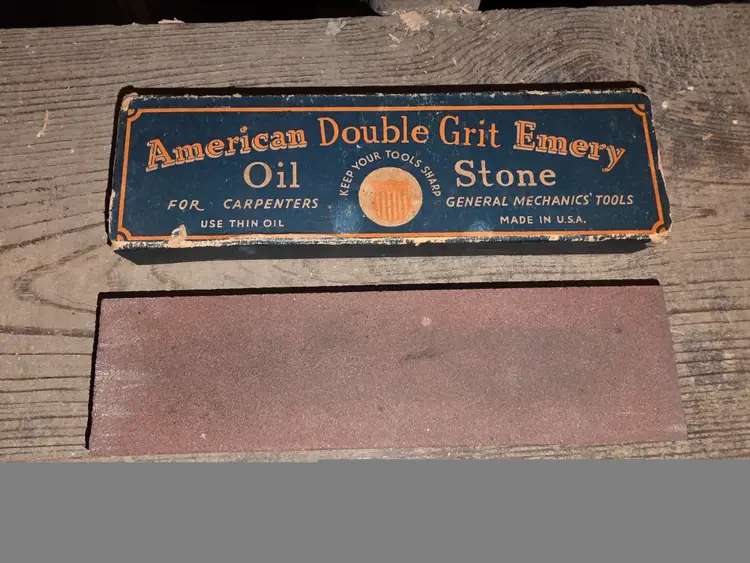 American Double Grit Emery
Oil Stone
KEEP YOUR TOOLS SHARP
FOR CARPENTERS GENERAL MECHANICS' TOOLS
USE THIN OIL MADE IN U.S.A.